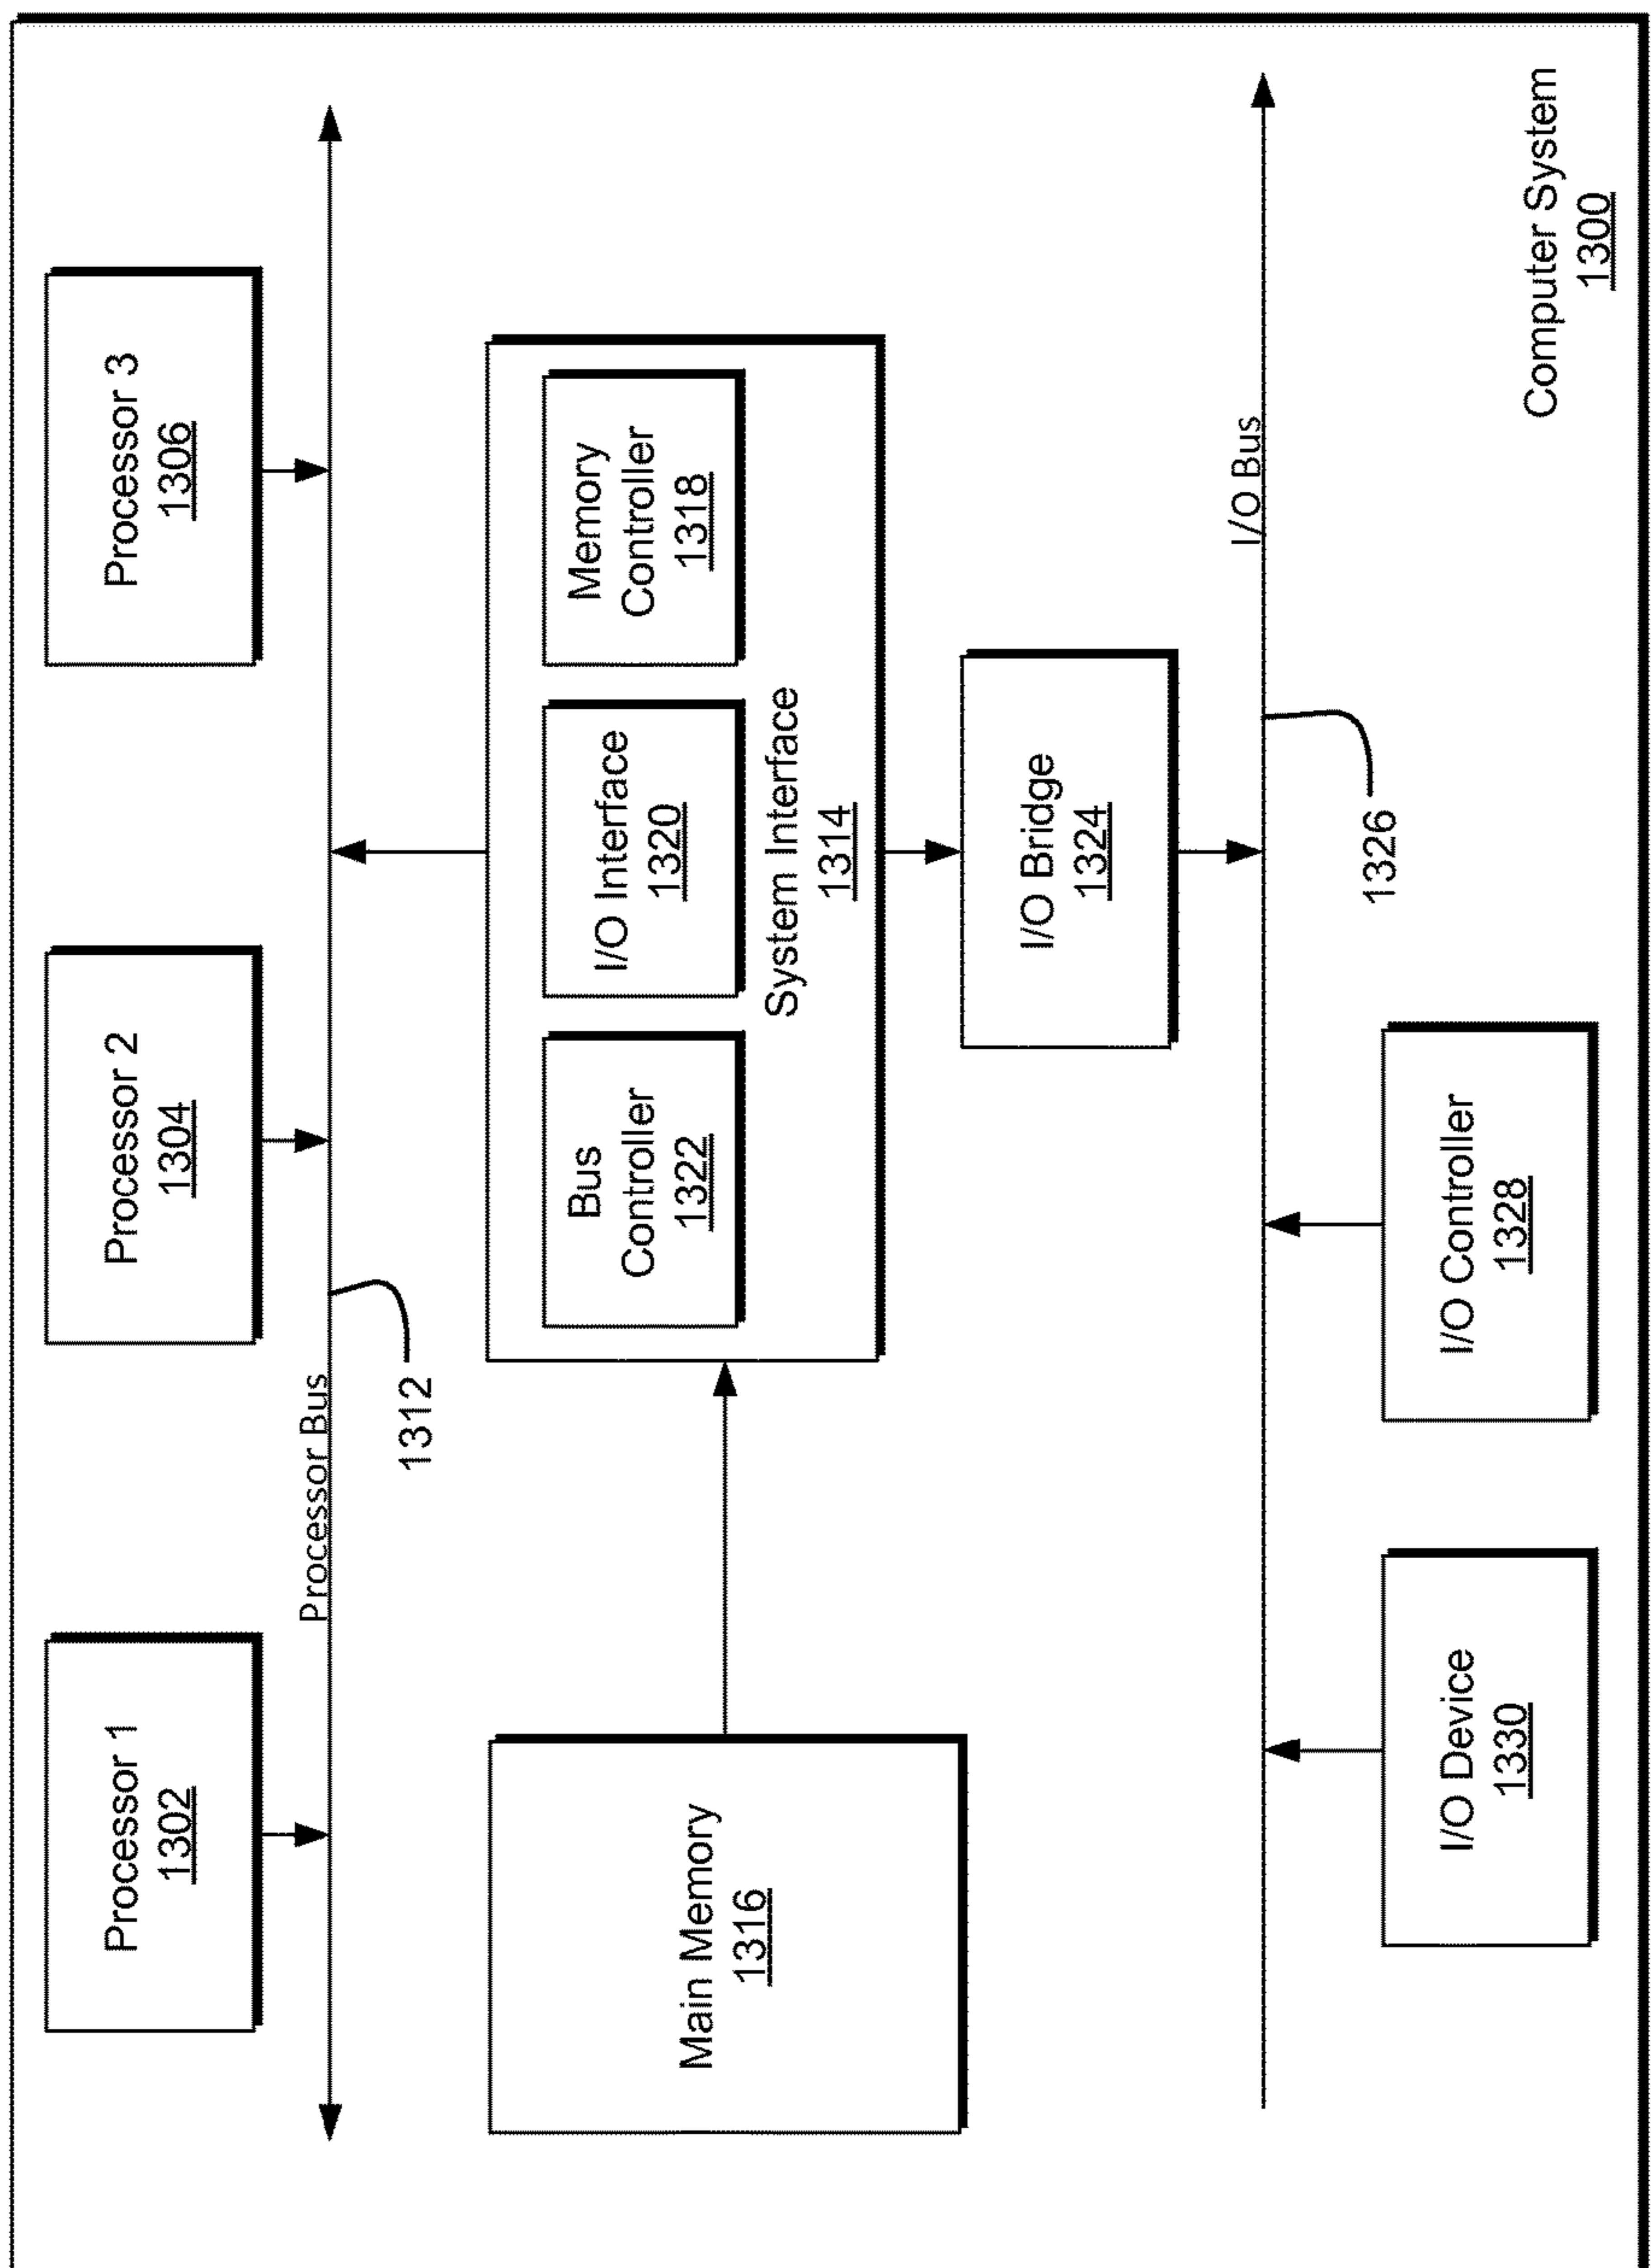 Processor 1
1302
Processor 2
1304
Processor 3
1306
Processor Bus
1312
Main Memory
1316
Bus
Controller
1322
I/O Interface
1320
Memory
Controller
1318
System Interface
1314
I/O Bridge
1324
I/O Bus
1326
I/O Device
1330
I/O Controller
1328
Computer System
1300